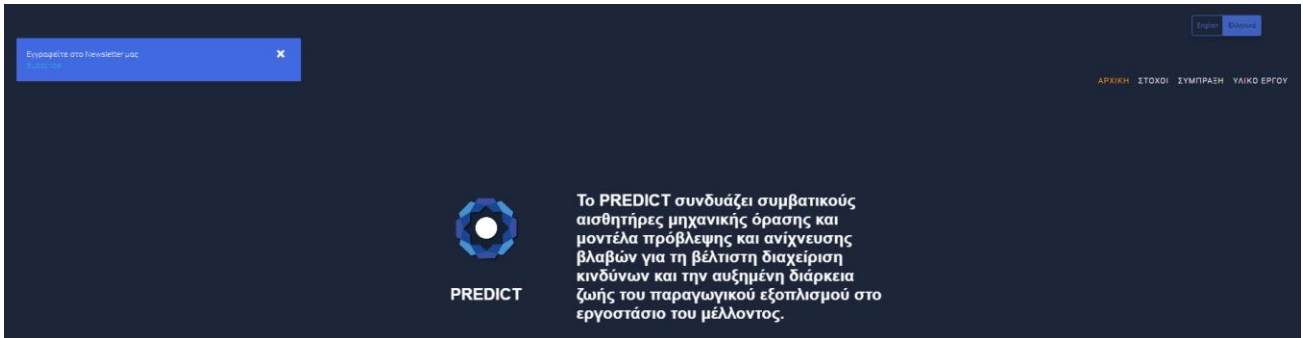 English Ελληνικά
Εγγραφείτε στο Newsletter μας
Subscribe
ΑΡΧΙΚΗ ΣΤΟΧΟΙ ΣΥΜΠΡΑΞΗ ΥΛΙΚΟ ΕΡΓΟΥ
Το PREDICT συνδυάζει συμβατικούς
αισθητήρες μηχανικής όρασης και
μοντέλα πρόβλεψης και ανίχνευσης
βλαβών για τη βέλτιστη διαχείριση
κινδύνων και την αυξημένη διάρκεια
ζωής του παραγωγικού εξοπλισμού στο
εργοστάσιο του μέλλοντος.
PREDICT